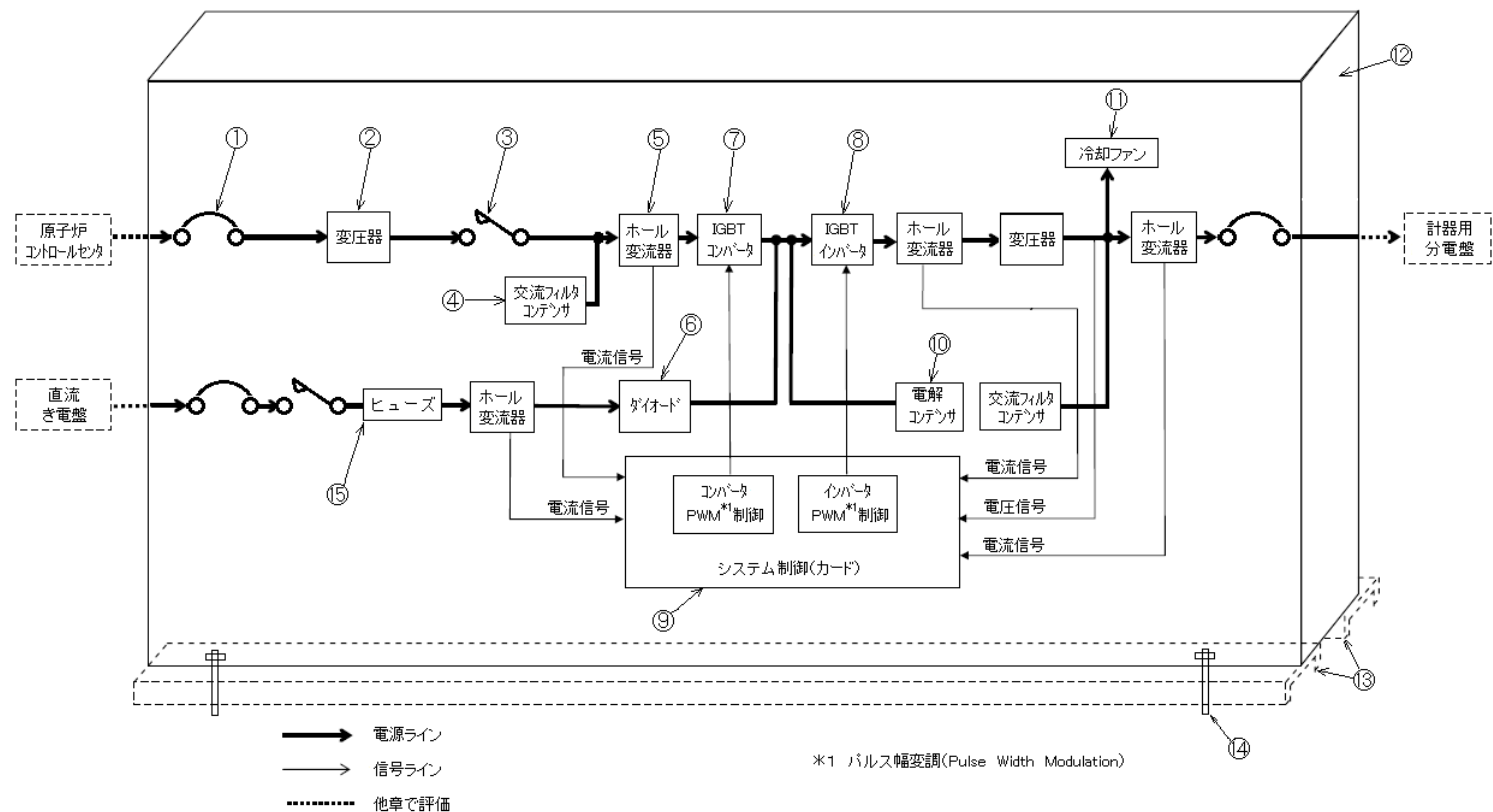 ⑫
⑪
冷却ファン
①
②
③
⑤
⑦
⑧
原子炉
コントロールセンタ
変圧器
ホール
変流器
IGBT
コンバータ
IGBT
インバータ
ホール
変流器
変圧器
ホール
変流器
計器用
分電盤
④
交流フィルタ
コンデンサ
電流信号
⑥
⑩
直流
き電盤
ヒューズ
ホール
変流器
ダイオード
電解
コンデンサ
交流フィルタ
コンデンサ
⑮
電流信号
コンバータ
PWM*1制御
インバータ
PWM*1制御
電流信号
電圧信号
電流信号
システム制御(カード)
⑨
⑬
⑭
電源ライン
信号ライン
他章で評価
*1 パルス幅変調(Pulse Width Modulation)